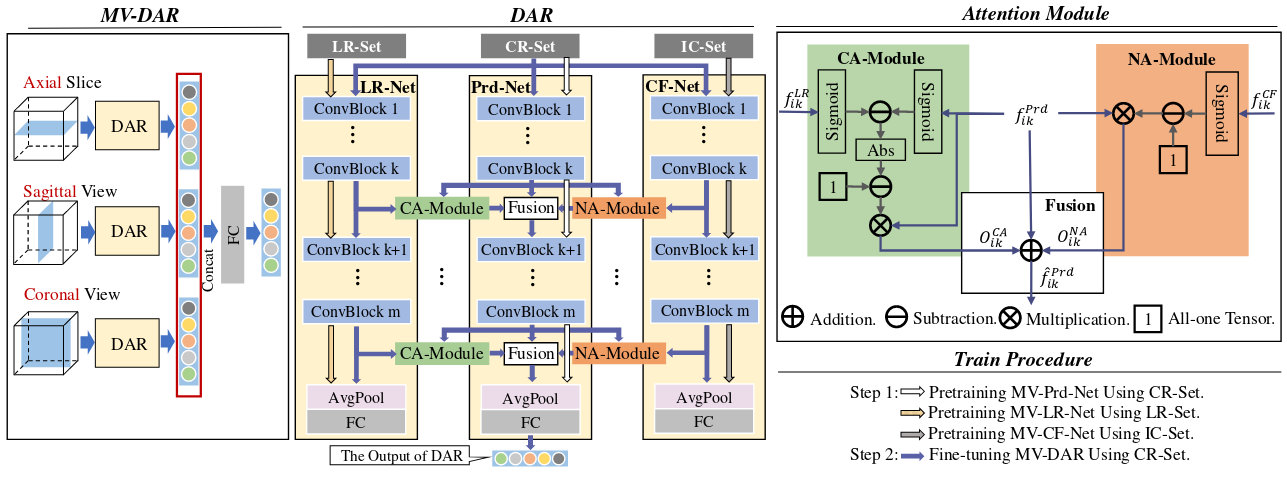 MV-DAR
Axial Slice
DAR
Sagittal View
DAR
Coronal View
DAR
Concat
FC
DAR
LR-Set
CR-Set
IC-Set
LR-Net
Prd-Net
CF-Net
ConvBlock 1
ConvBlock 1
ConvBlock 1
ConvBlock k
ConvBlock k
ConvBlock k
CA-Module
Fusion
NA-Module
ConvBlock k+1
ConvBlock k+1
ConvBlock k+1
ConvBlock m
ConvBlock m
ConvBlock m
CA-Module
Fusion
NA-Module
AvgPool
AvgPool
AvgPool
FC
FC
FC
The Output of DAR
Attention Module
CA-Module
NA-Module
f_{ik}^{LR}
Sigmoid
Sigmoid
f_{ik}^{Prd}
Sigmoid
f_{ik}^{CF}
Abs
1
1
Fusion
O_{ik}^{CA}
O_{ik}^{NA}
\hat{f}_{ik}^{Prd}
Addition.
Subtraction.
Multiplication.
1
All-one Tensor.
Train Procedure
Step 1: Pretraining MV-Prd-Net Using CR-Set.
Pretraining MV-LR-Net Using LR-Set.
Pretraining MV-CF-Net Using IC-Set.
Step 2: Fine-tuning MV-DAR Using CR-Set.